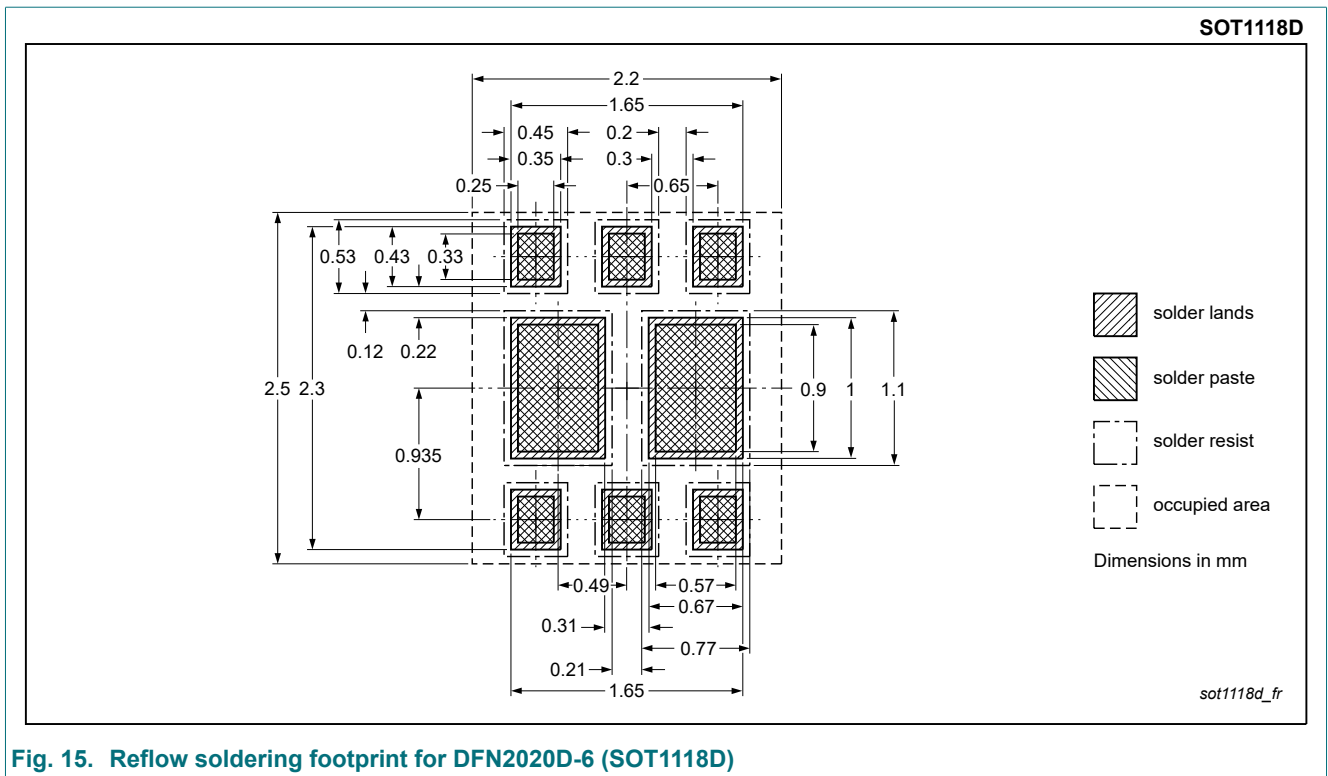 SOT1118D
2.2
1.65
0.45 0.2
0.35 0.3
0.25 0.65
0.53 0.43 0.33
0.12 0.22
2.5 2.3 0.9 1 1.1
0.935
0.49 0.57
0.67
0.31
0.77
0.21
1.65
solder lands
solder paste
solder resist
occupied area
Dimensions in mm
sot1118d_fr
Fig. 15. Reflow soldering footprint for DFN2020D-6 (SOT1118D)